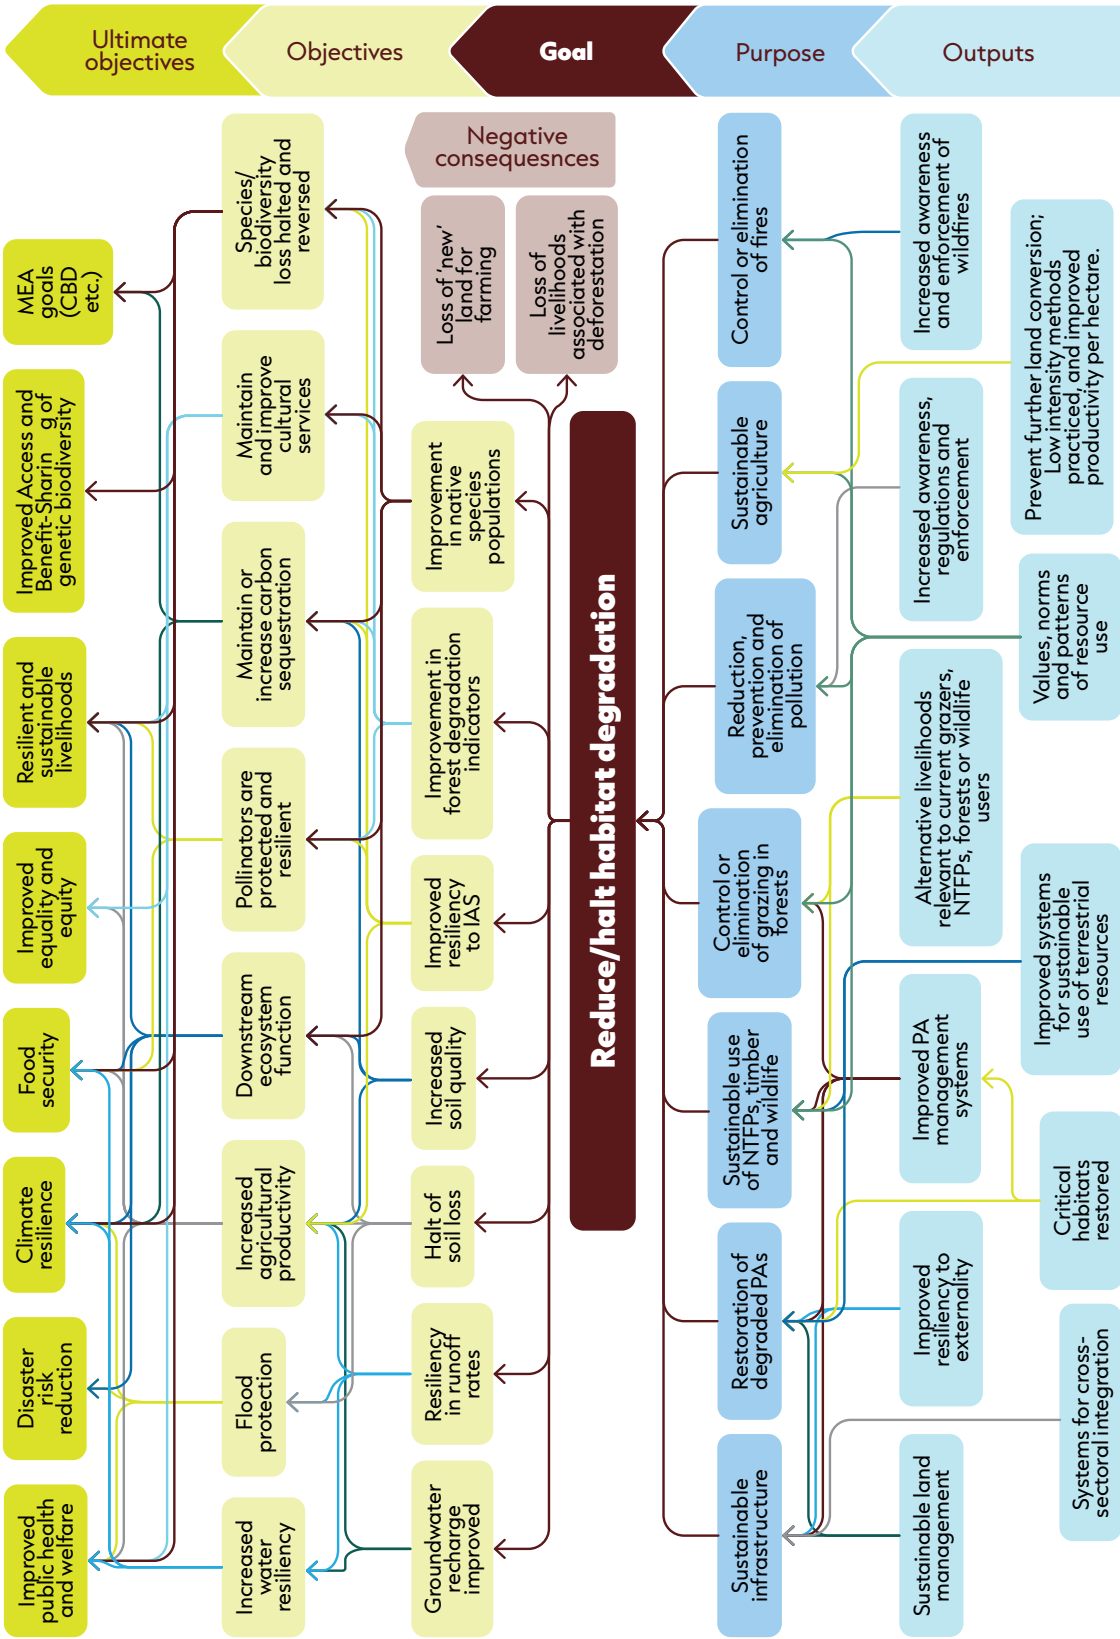 Improved
public health
and welfare
Disaster
risk
reduction
Climate
resilience
Food
security
Improved
equality and
equity
Resilient and
sustainable
livelihoods
Improved Access and
Benefit-Sharin g of
genetic biodiversity
MEA
goals
(CBD
etc.)
Ultimate
objectives
Increased
water
resiliency
Flood
protection
Increased
agricultural
productivity
Downstream
ecosystem
function
Pollinators are
protected and
resilient
Maintain or
increase carbon
sequestration
Maintain
and improve
cultural
services
Species/
biodiversity
loss halted and
reversed
Objectives
Groundwater
recharge
improved
Resiliency
in runoff
rates
Halt of
soil loss
Increased
soil quality
Improved
resiliency
to IAS
Improvement in
forest degradation
indicators
Improvement
in native
species
populations
Loss of 'new'
land for
farming
Loss of
livelihoods
associated with
deforestation
Negative
consequesnces
Reduce/halt habitat degradation
Goal
Sustainable
infrastructure
Restoration of
degraded PAs
Sustainable use
of NTFPs, timber
and wildlife
Control or
elimination
of grazing in
forests
Reduction,
prevention and
elimination of
pollution
Sustainable
agriculture
Control or elimination
of fires
Purpose
Sustainable land
management
Improved
resiliency to
externality
Improved PA
management
systems
Alternative livelihoods
relevant to current grazers,
NTFPs, forests or wildlife
users
Increased awareness,
regulations and
enforcement
Increased awareness
and enforcement of
wildfires
Outputs
Systems for cross-
sectoral integration
Critical
habitats
restored
Improved systems
for sustainable
use of terrestrial
resources
Values, norms
and patterns
of resource
use
Prevent further land conversion;
Low intensity methods
practiced, and improved
productivity per hectare.